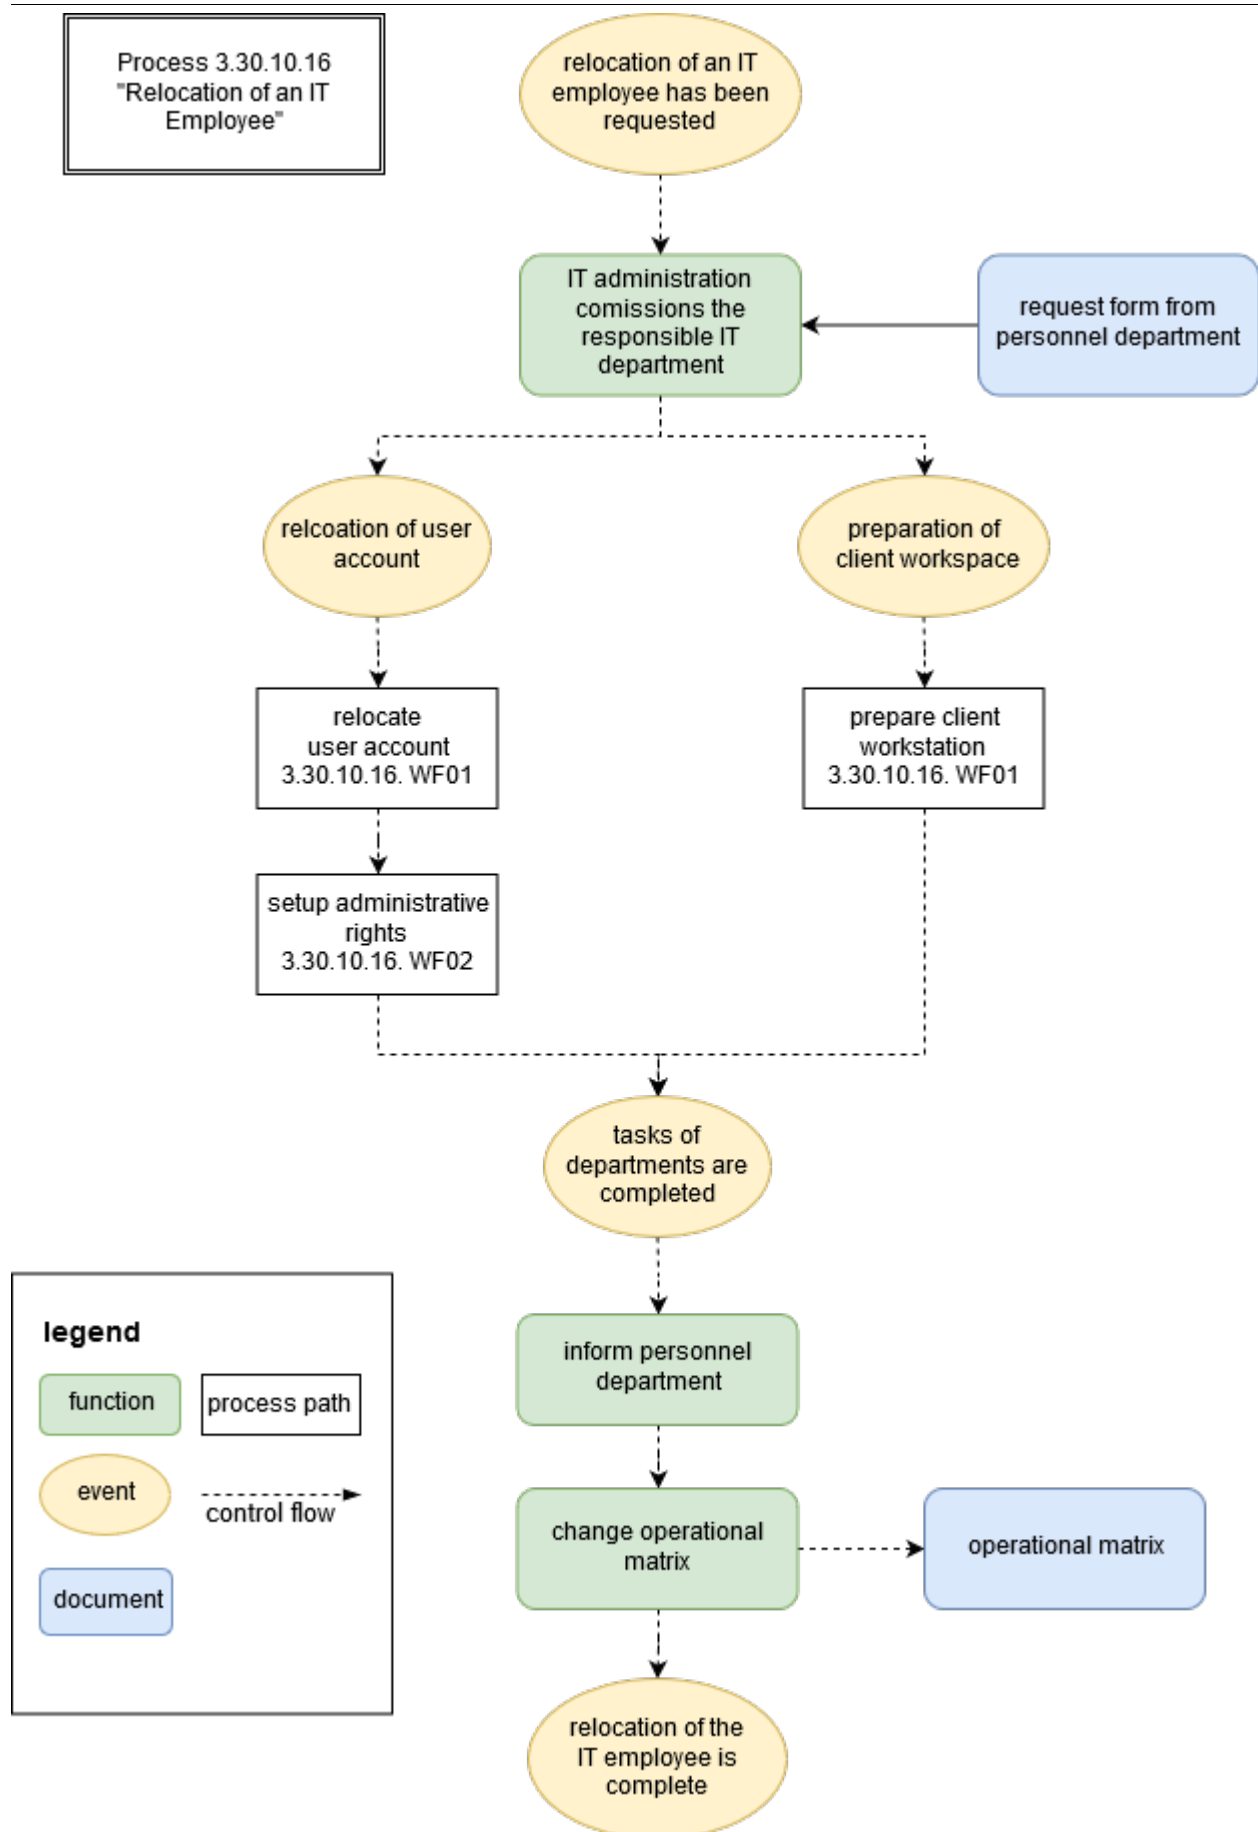 Process 3.30.10.16
"Relocation of an IT
Employee"
relocation of an IT
employee has been
requested
IT administration
comissions the
responsible IT
department
request form from
personnel department
relcoation of user
account
preparation of
client workspace
relocate
user account
3.30.10.16. WF01
prepare client
workstation
3.30.10.16. WF01
setup administrative
rights
3.30.10.16. WF02
tasks of
departments are
completed
inform personnel
department
change operational
matrix
operational matrix
relocation of the
IT employee is
complete
legend
function
process path
event
control flow
document